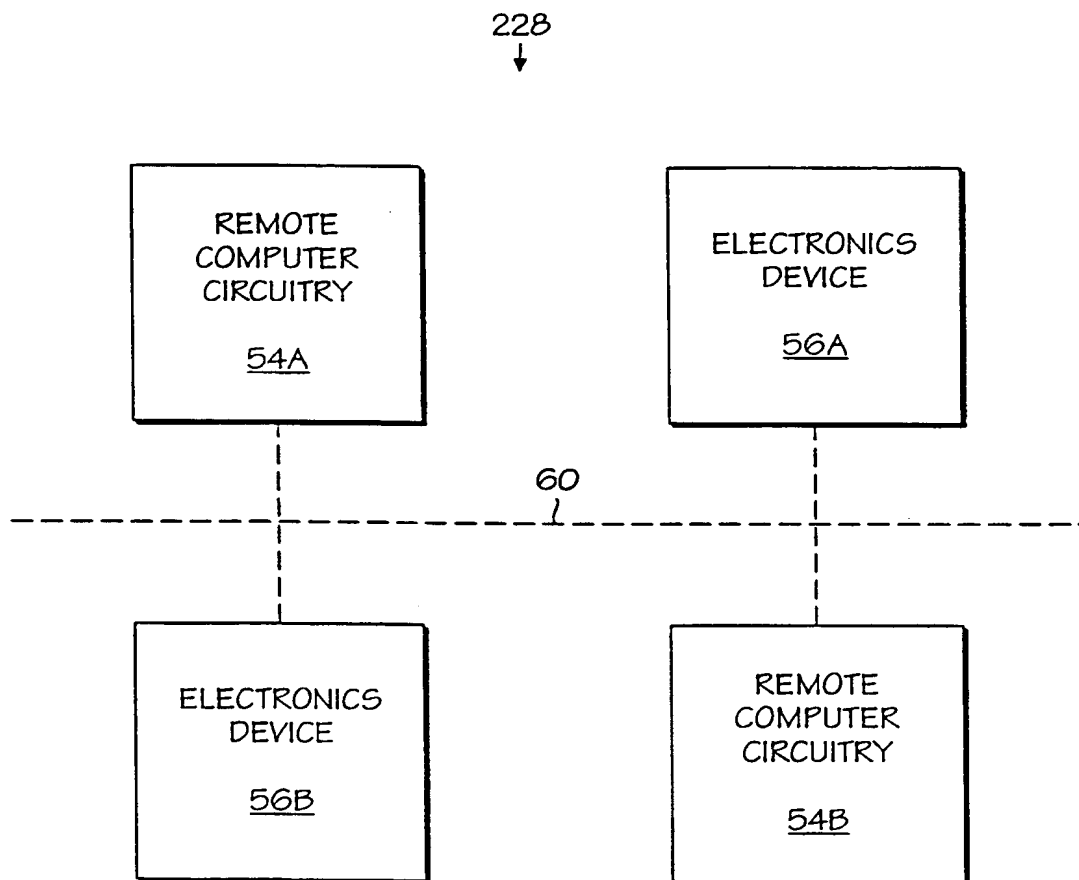 228
REMOTE
COMPUTER
CIRCUITRY
54A
ELECTRONICS
DEVICE
56A
60
ELECTRONICS
DEVICE
56B
REMOTE
COMPUTER
CIRCUITRY
54B